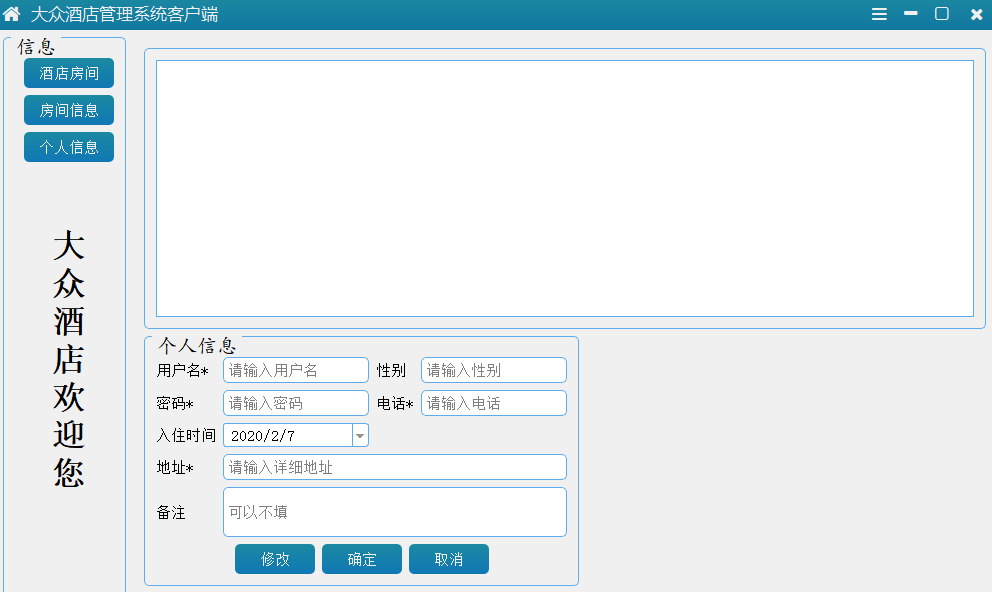 大众酒店管理系统客户端
信息
酒店房间
房间信息
个人信息
大众酒店欢迎您
个人信息
用户名* 请输入用户名 性别 请输入性别
密码* 请输入密码 电话* 请输入电话
入住时间 2020/2/7
地址* 请输入详细地址
备注 可以不填
修改 确定 取消